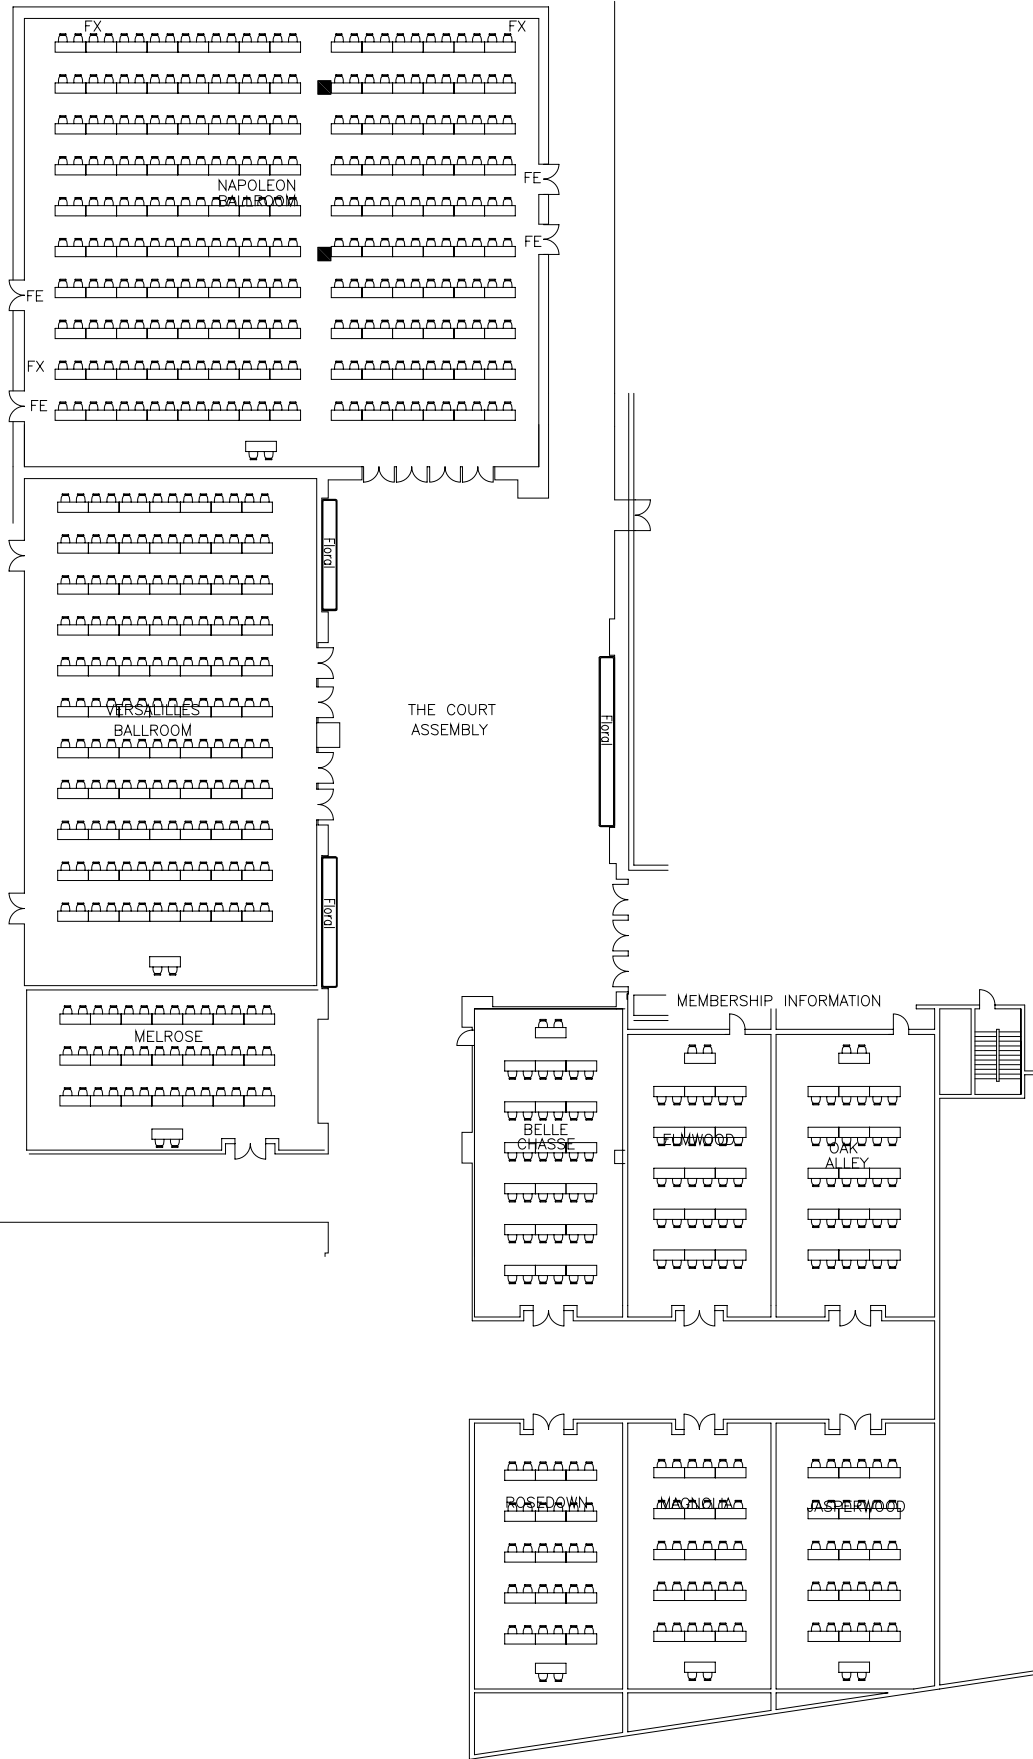 FX
FX
NAPOLEON
BALLROOM
FE
FE
FE
FX
FE
Floral
VERSALILLES
BALLROOM
THE COURT
ASSEMBLY
Floral
Floral
MELROSE
MEMBERSHIP INFORMATION
BELLE
CHASSE
ELMWOOD
OAK
ALLEY
ROSEDOWN
MAGNOLIA
JASPERWOOD